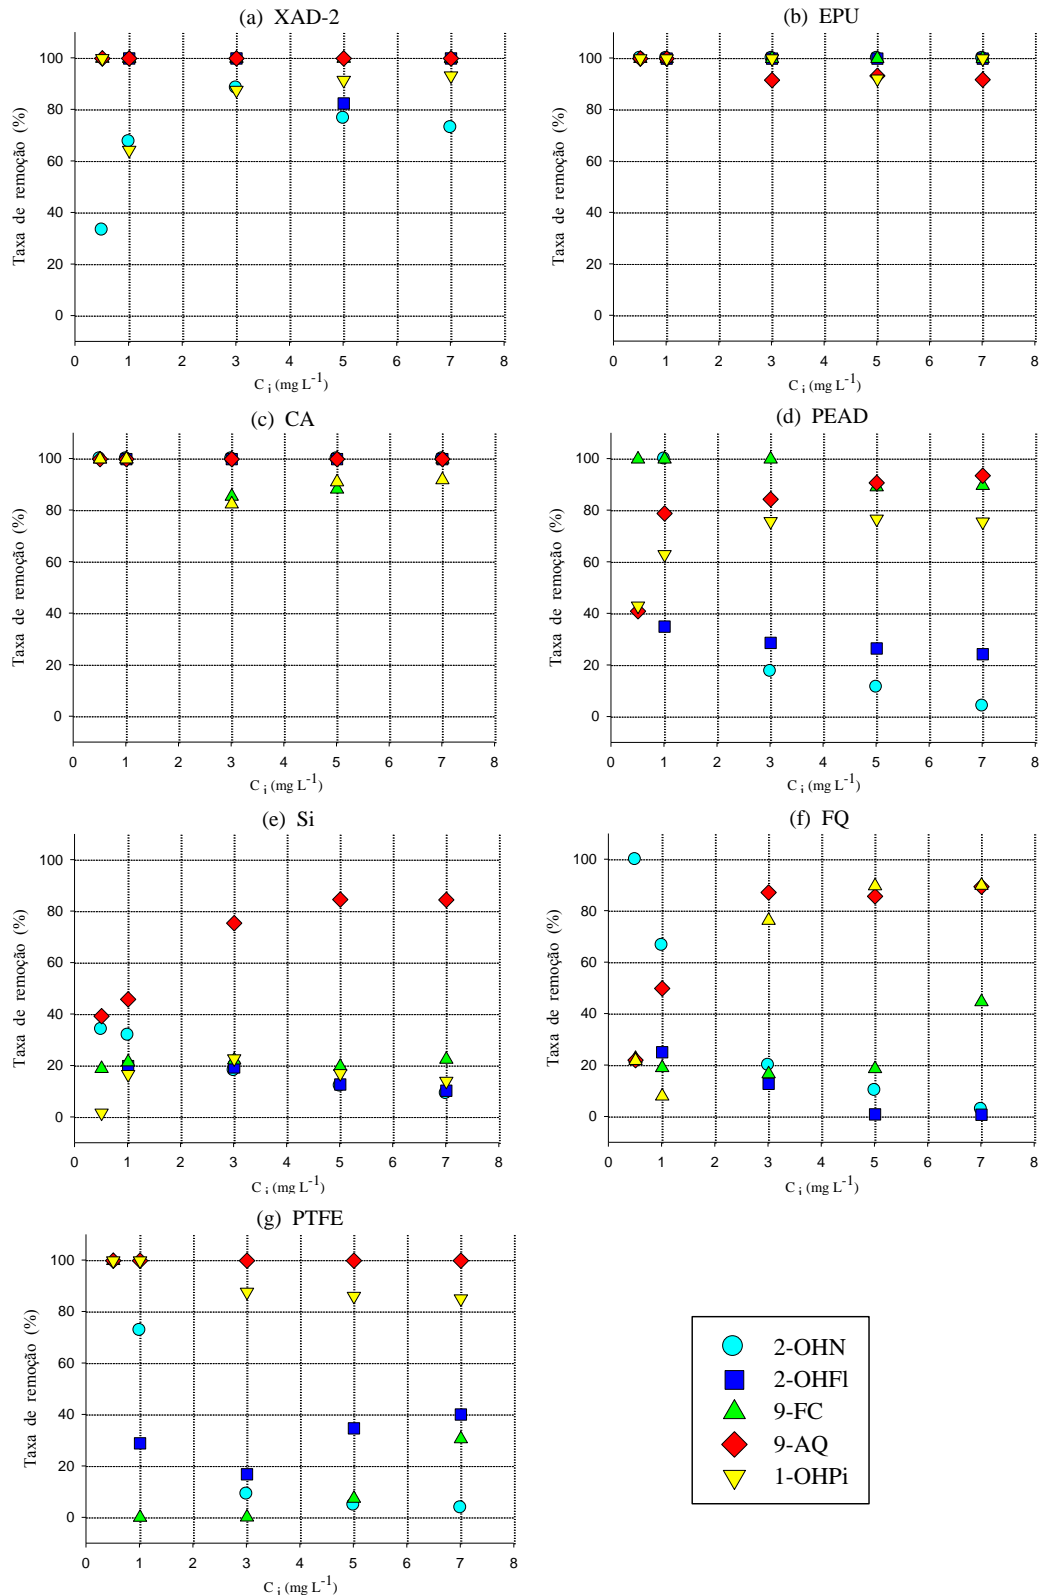 (a) XAD-2
(b) EPU
Taxa de remoção (%)
100
80
60
40
20
0
0 1 2 3 4 5 6 7 8
C i (mg L-1)
Taxa de remoção (%)
100
80
60
40
20
0
0 1 2 3 4 5 6 7 8
C i (mg L-1)
(c) CA
(d) PEAD
Taxa de remoção (%)
100
80
60
40
20
0
0 1 2 3 4 5 6 7 8
C i (mg L-1)
Taxa de remoção (%)
100
80
60
40
20
0
0 1 2 3 4 5 6 7 8
C i (mg L-1)
(e) Si
(f) FQ
Taxa de remoção (%)
100
80
60
40
20
0
0 1 2 3 4 5 6 7 8
C i (mg L-1)
Taxa de remoção (%)
100
80
60
40
20
0
0 1 2 3 4 5 6 7 8
C i (mg L-1)
(g) PTFE
Taxa de remoção (%)
100
80
60
40
20
0
0 1 2 3 4 5 6 7 8
C i (mg L-1)
2-OHN
2-OHFl
9-FC
9-AQ
1-OHPi